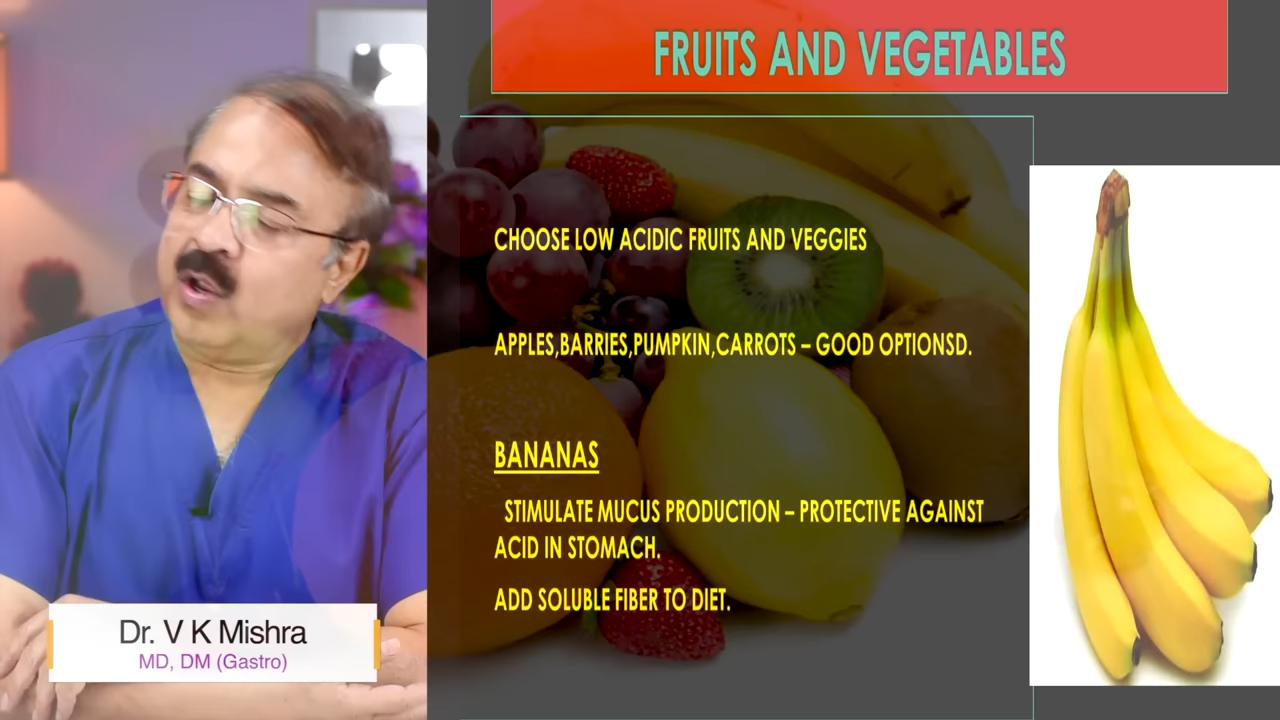 FRUITS AND VEGETABLES
CHOOSE LOW ACIDIC FRUITS AND VEGGIES
APPLES,BARRIES,PUMPKIN,CARROTS – GOOD OPTIONSD.
BANANAS
STIMULATE MUCUS PRODUCTION – PROTECTIVE AGAINST
ACID IN STOMACH.
ADD SOLUBLE FIBER TO DIET.
Dr. V K Mishra
MD, DM (Gastro)